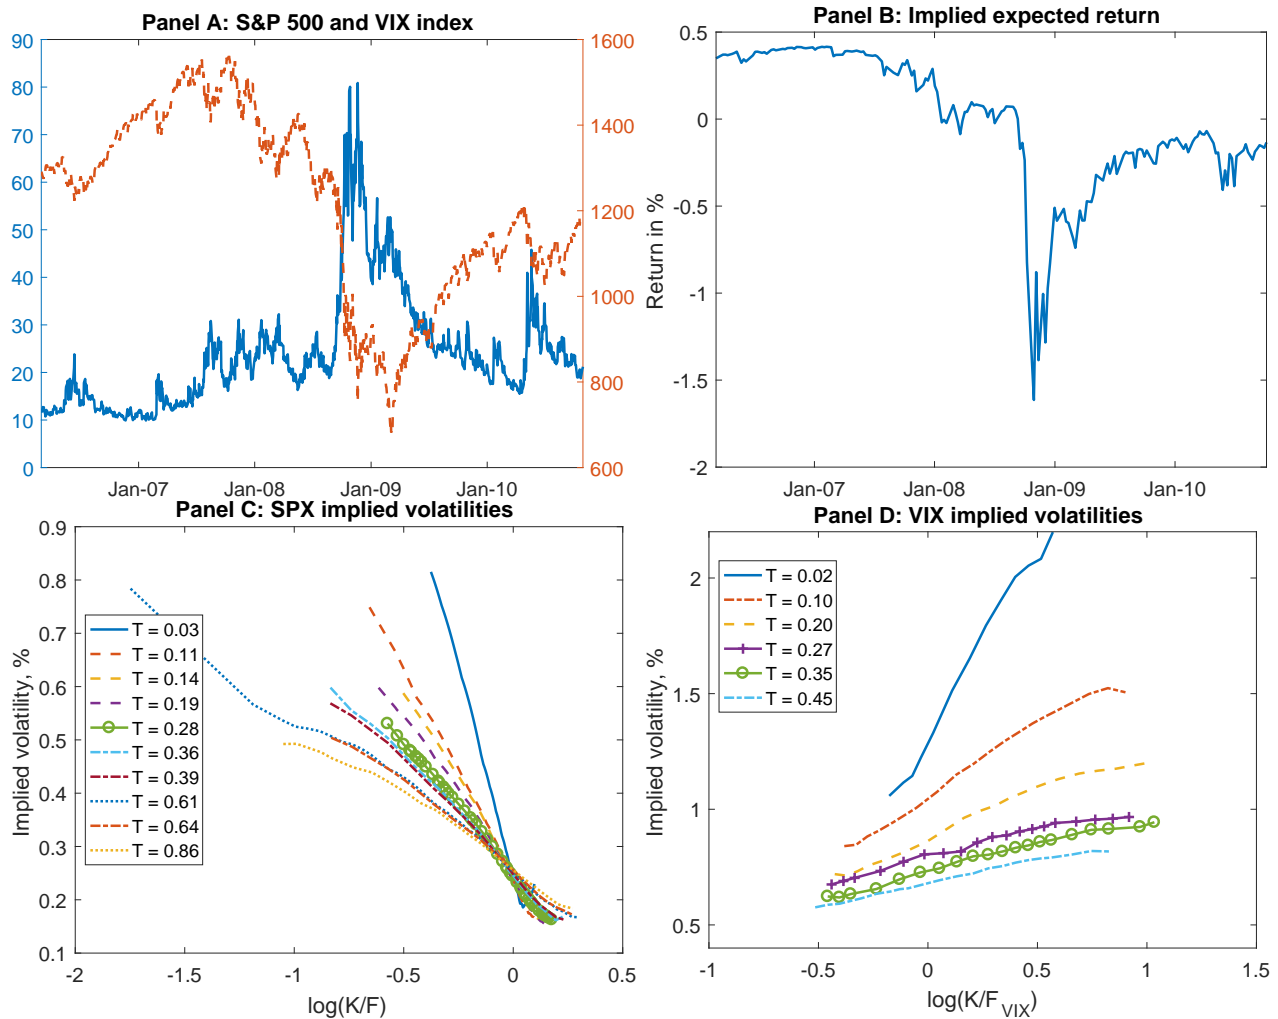 Panel A: S&P 500 and VIX index
90
80
70
60
50
40
30
20
10
0
1600
1400
1200
1000
800
600
Jan-07
Jan-08
Jan-09
Jan-10
Panel B: Implied expected return
Return in %
0.5
0
-0.5
-1
-1.5
-2
Jan-07
Jan-08
Jan-09
Jan-10
Panel C: SPX implied volatilities
Implied volatility, %
0.9
0.8
0.7
0.6
0.5
0.4
0.3
0.2
0.1
T = 0.03
T = 0.11
T = 0.14
T = 0.19
T = 0.28
T = 0.36
T = 0.39
T = 0.61
T = 0.64
T = 0.86
-2
-1.5
-1
-0.5
0
0.5
log(K/F)
Panel D: VIX implied volatilities
Implied volatility, %
2
1.5
1
0.5
T = 0.02
T = 0.10
T = 0.20
T = 0.27
T = 0.35
T = 0.45
-1
-0.5
0
0.5
1
1.5
log(K/F_VIX)